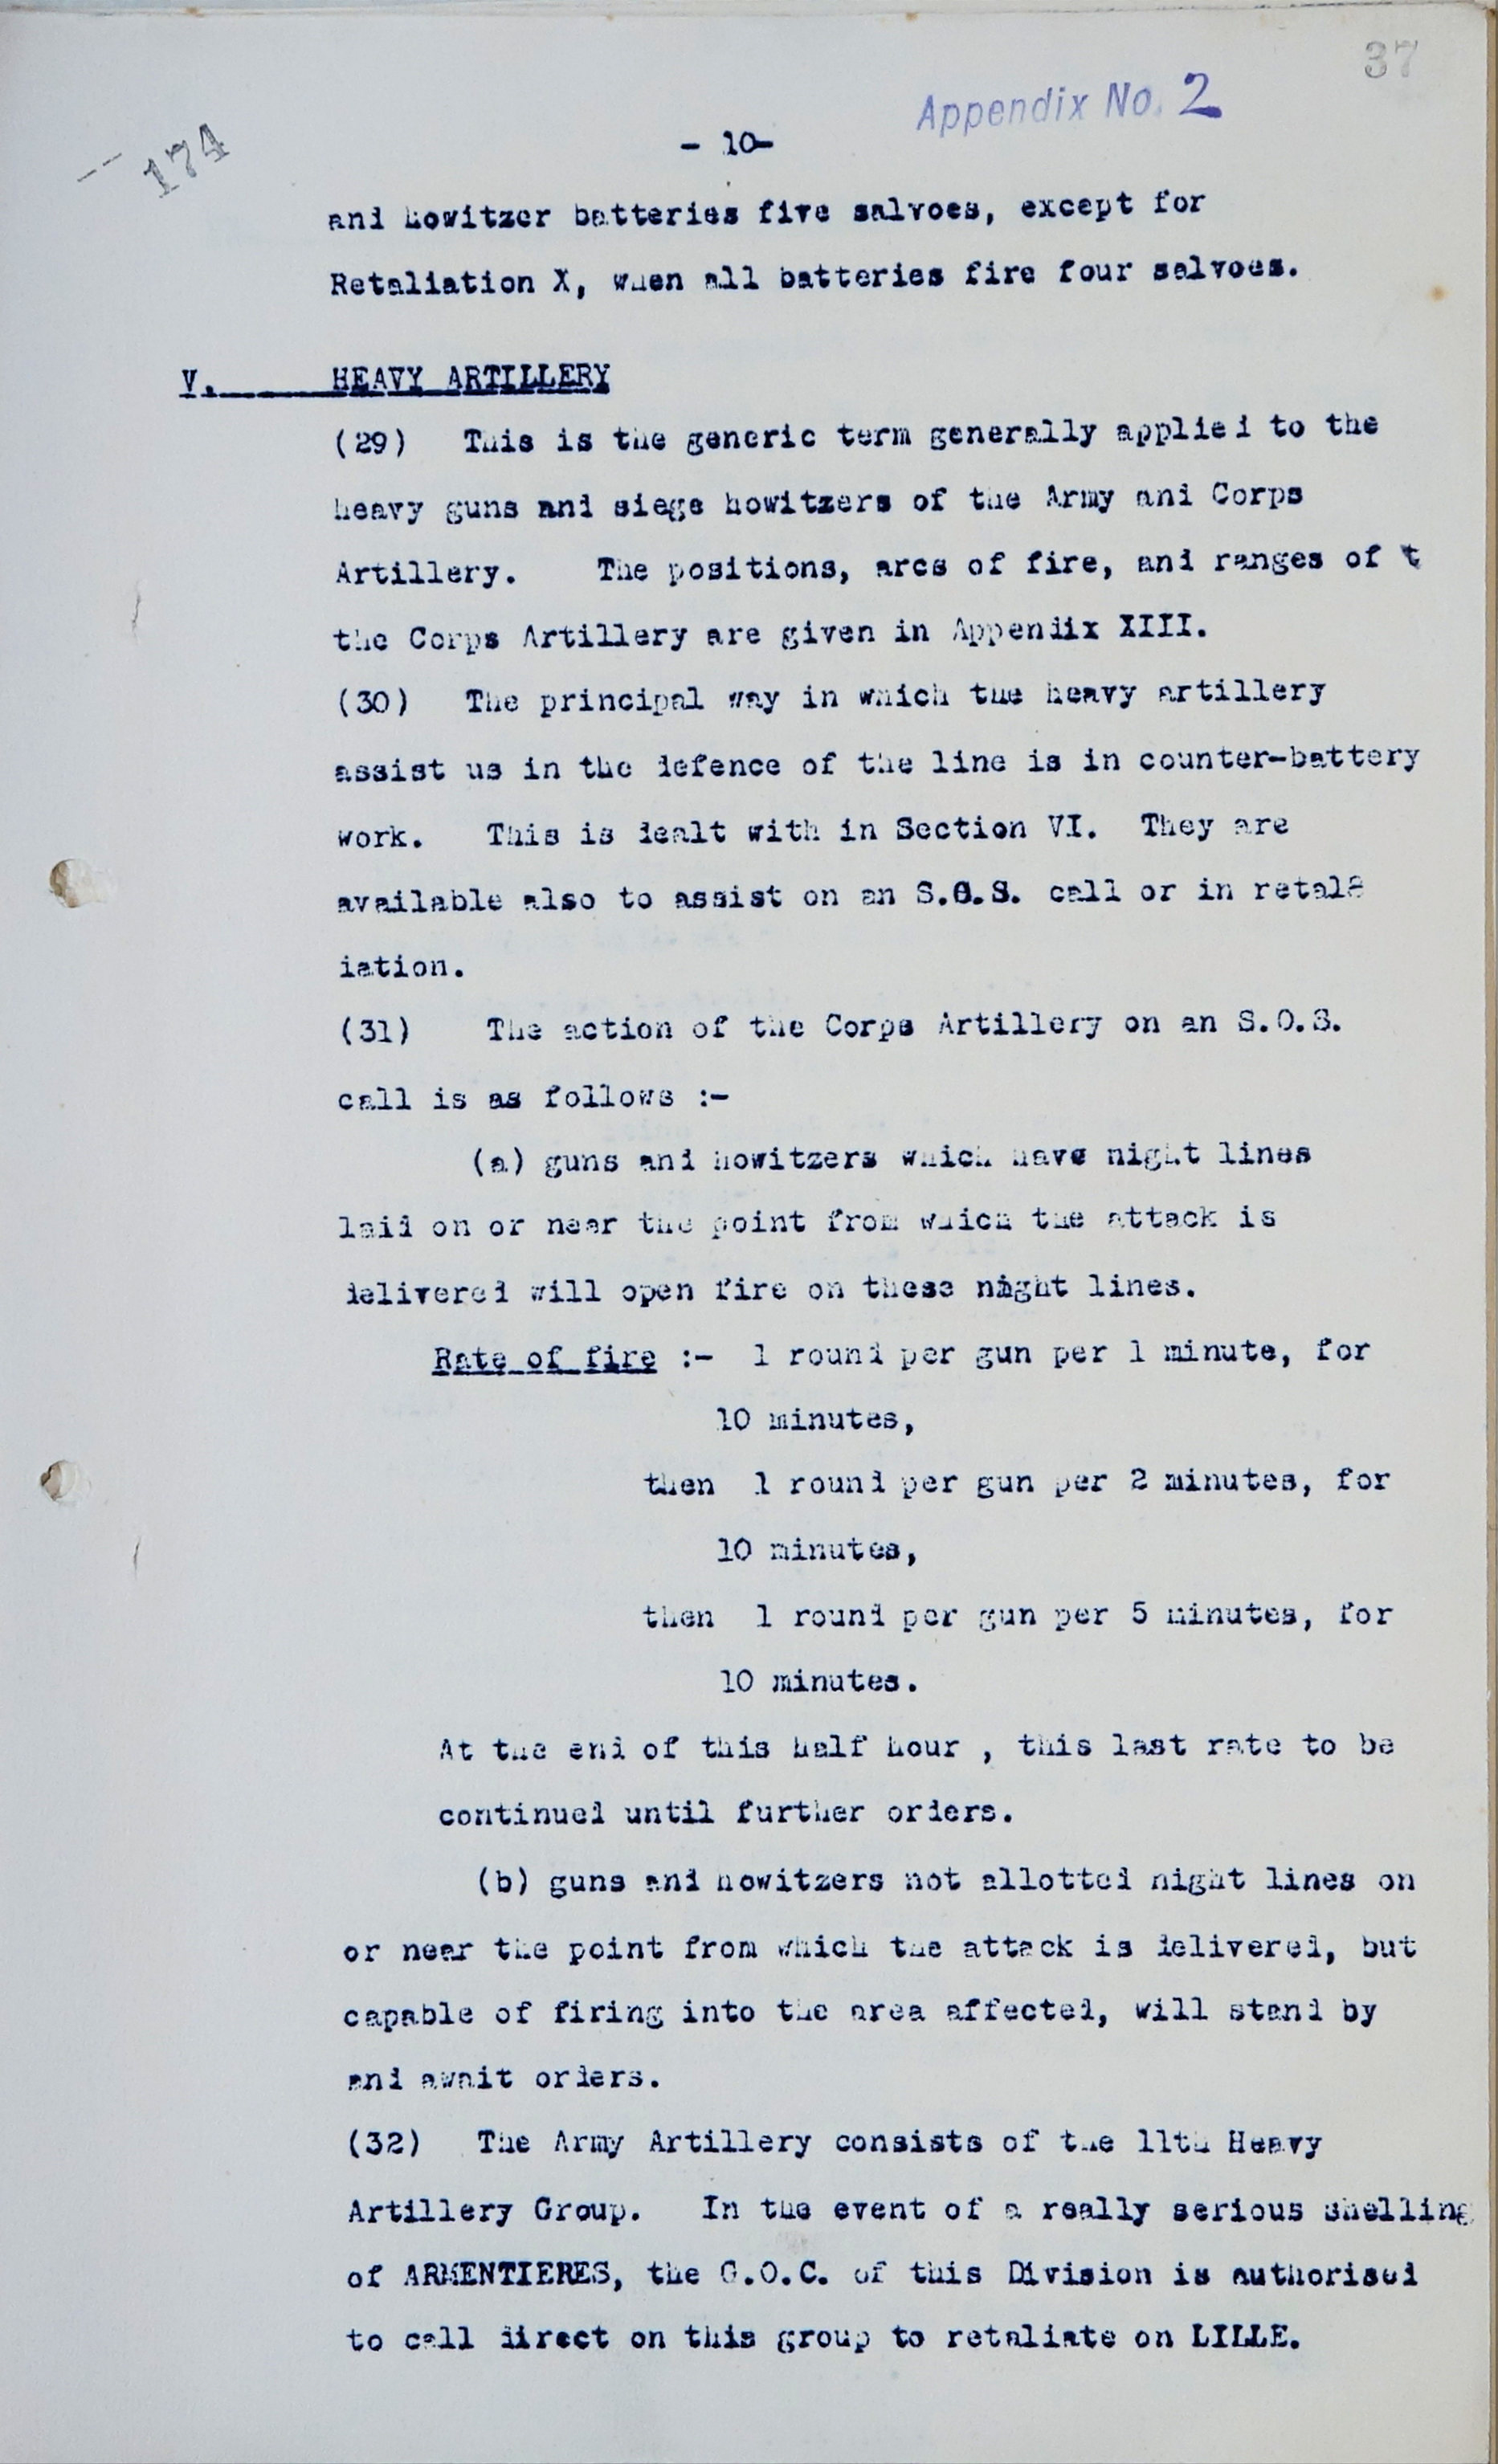 37
Appendix No. 2
174
- 10-
and howitzer batteries five salvoes, except for
Retaliation X, when all batteries fire four salvoes.
V. HEAVY ARTILLERY
(29) This is the generic term generally applied to the
heavy guns and siege howitzers of the Army and Corps
Artillery. The positions, arcs of fire, and ranges of t
the Corps Artillery are given in Appendix XIII.
(30) The principal way in which the heavy artillery
assist us in the defence of the line is in counter-battery
work. This is dealt with in Section VI. They are
available also to assist on an S.O.S. call or in retal
iation.
(31) The action of the Corps Artillery on an S.O.S.
call is as follows :-
(a) guns and howitzers which have night lines
laid on or near the point from which the attack is
delivered will open fire on these night lines.
Rate of fire :- 1 round per gun per 1 minute, for
10 minutes,
then 1 round per gun per 2 minutes, for
10 minutes,
then 1 round per gun per 5 minutes, for
10 minutes.
At the end of this half hour , this last rate to be
continued until further orders.
(b) guns and howitzers not allotted night lines on
or near the point from which the attack is delivered, but
capable of firing into the area affected, will stand by
and await orders.
(32) The Army Artillery consists of the 11th Heavy
Artillery Group. In the event of a really serious shelling
of ARMENTIERES, the G.O.C. of this Division is authorised
to call direct on this group to retaliate on LILLE.